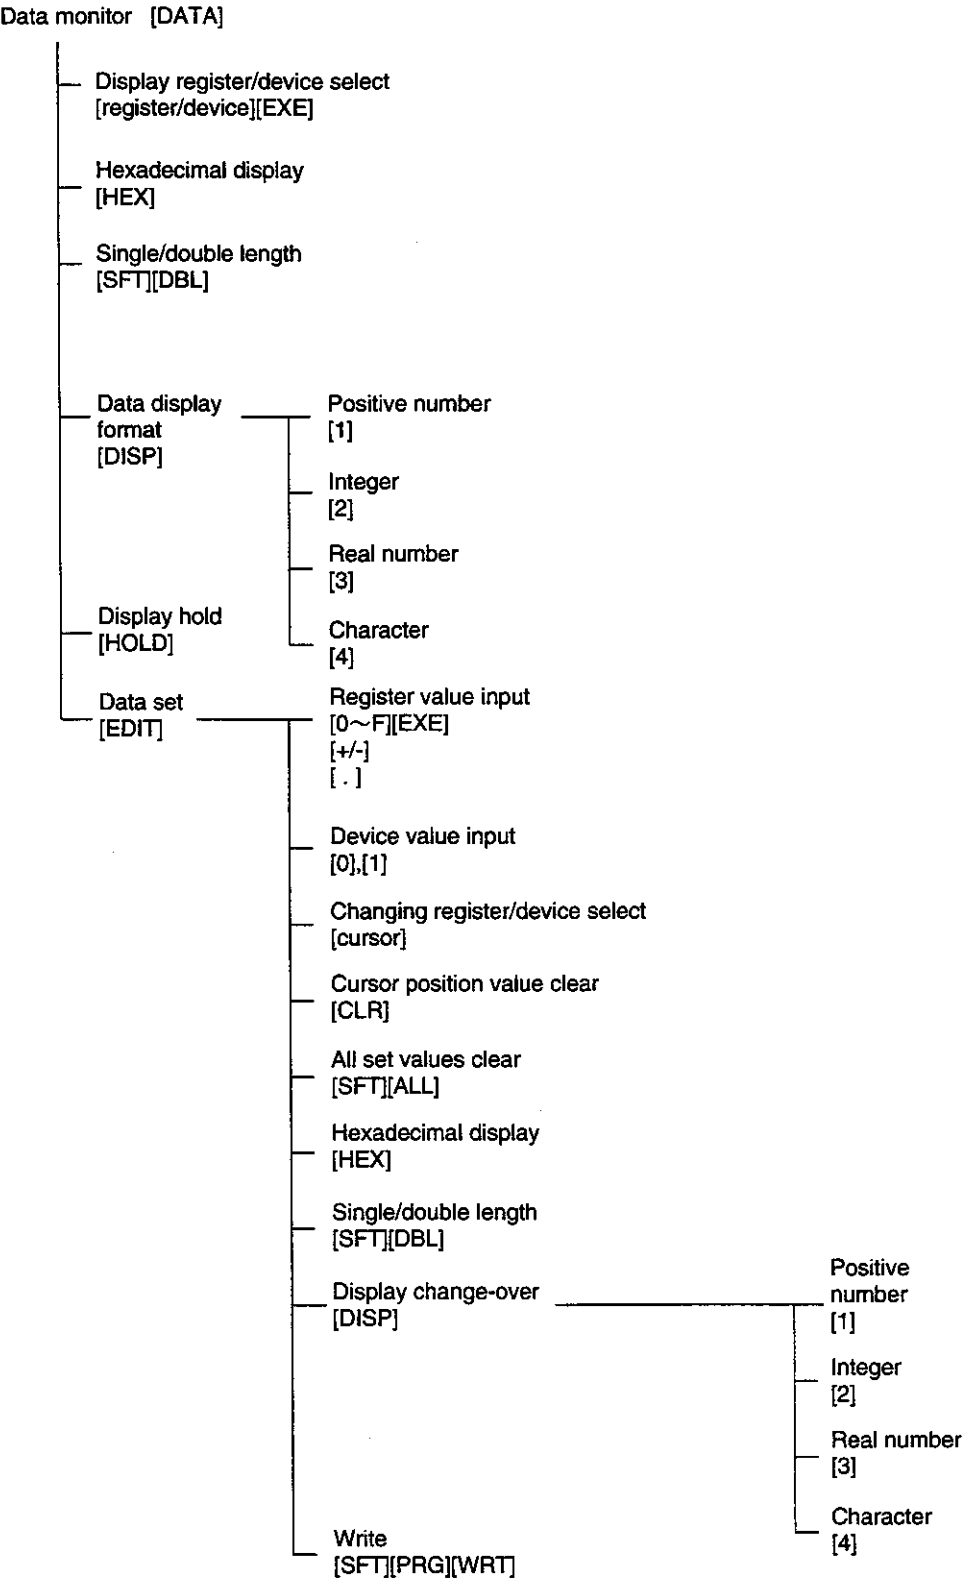 Data monitor [DATA]
Display register/device select
[register/device][EXE]
Hexadecimal display
[HEX]
Single/double length
[SFT][DBL]
Data display
format
[DISP]
Positive number
[1]
Integer
[2]
Real number
[3]
Character
[4]
Display hold
[HOLD]
Data set
[EDIT]
Register value input
[0~F][EXE]
[+/-]
[ . ]
Device value input
[0],[1]
Changing register/device select
[cursor]
Cursor position value clear
[CLR]
All set values clear
[SFT][ALL]
Hexadecimal display
[HEX]
Single/double length
[SFT][DBL]
Display change-over
[DISP]
Positive
number
[1]
Integer
[2]
Real number
[3]
Character
[4]
Write
[SFT][PRG][WRT]